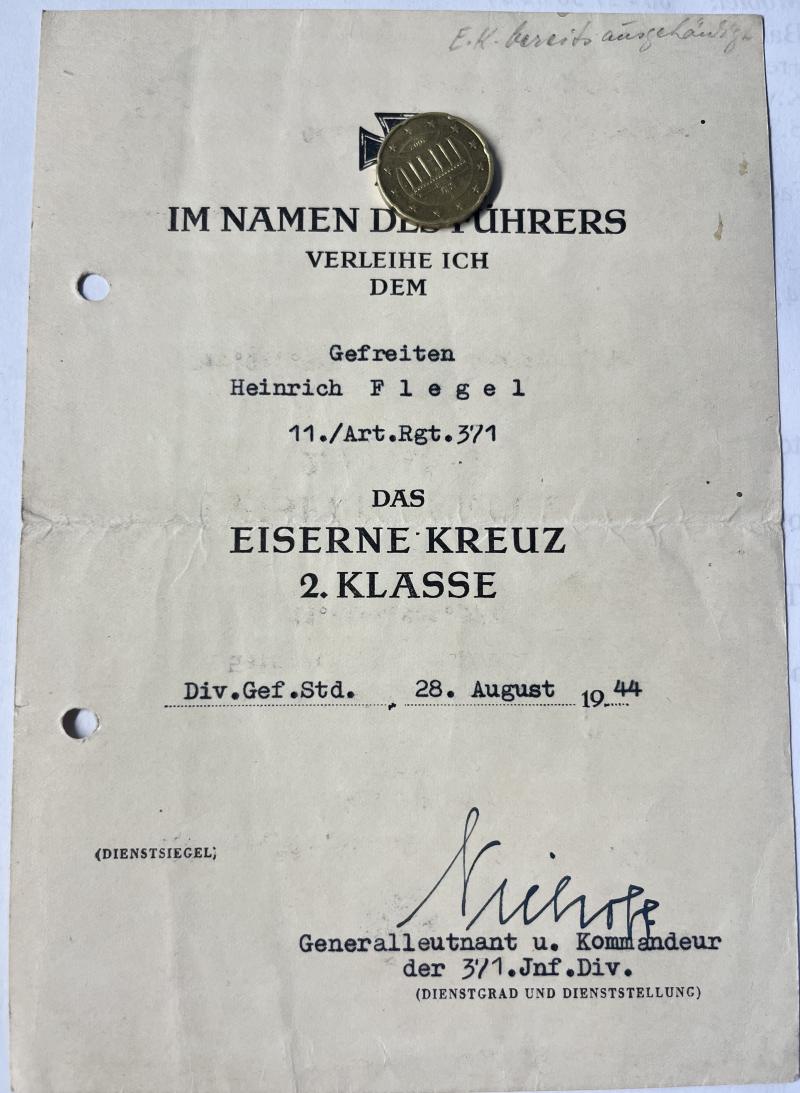 E.K. bereits ausgehändigt
IM NAMEN DES FÜHRERS
VERLEIHE ICH
DEM
Gefreiten
Heinrich F l e g e l
11./Art.Rgt.371
DAS
EISERNE KREUZ
2. KLASSE
Div.Gef.Std. , 28. August 1944
(DIENSTSIEGEL)
Niehoff
Generalleutnant u. Kommandeur
der 371.Jnf.Div.
(DIENSTGRAD UND DIENSTSTELLUNG)